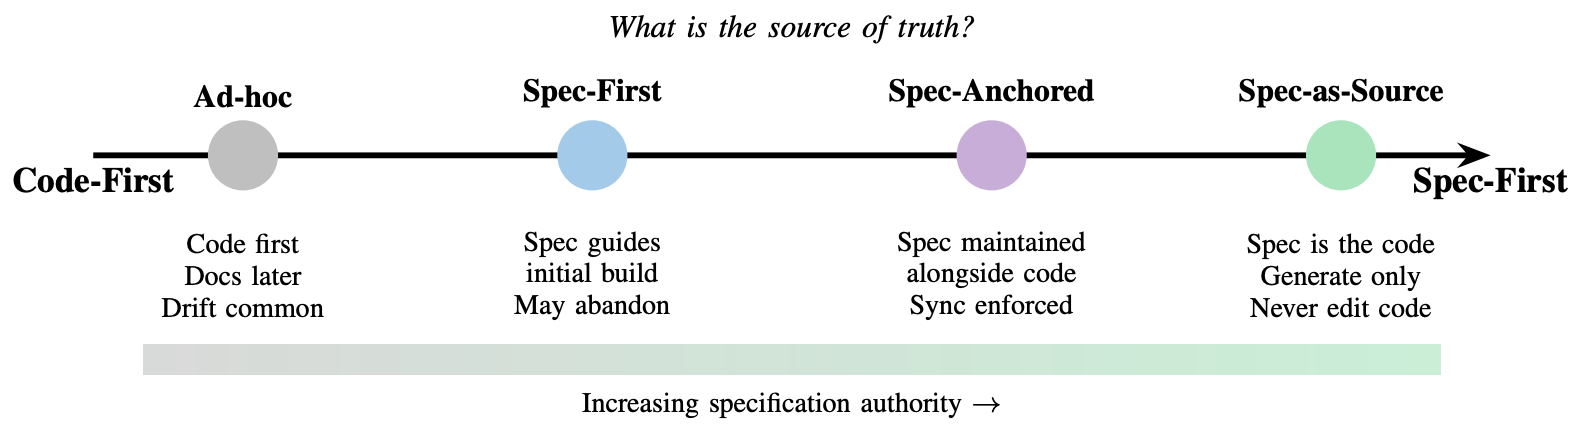 What is the source of truth?
Ad-hoc
Spec-First
Spec-Anchored
Spec-as-Source
Code-First
Spec-First
Code first
Docs later
Drift common
Spec guides
initial build
May abandon
Spec maintained
alongside code
Sync enforced
Spec is the code
Generate only
Never edit code
Increasing specification authority →